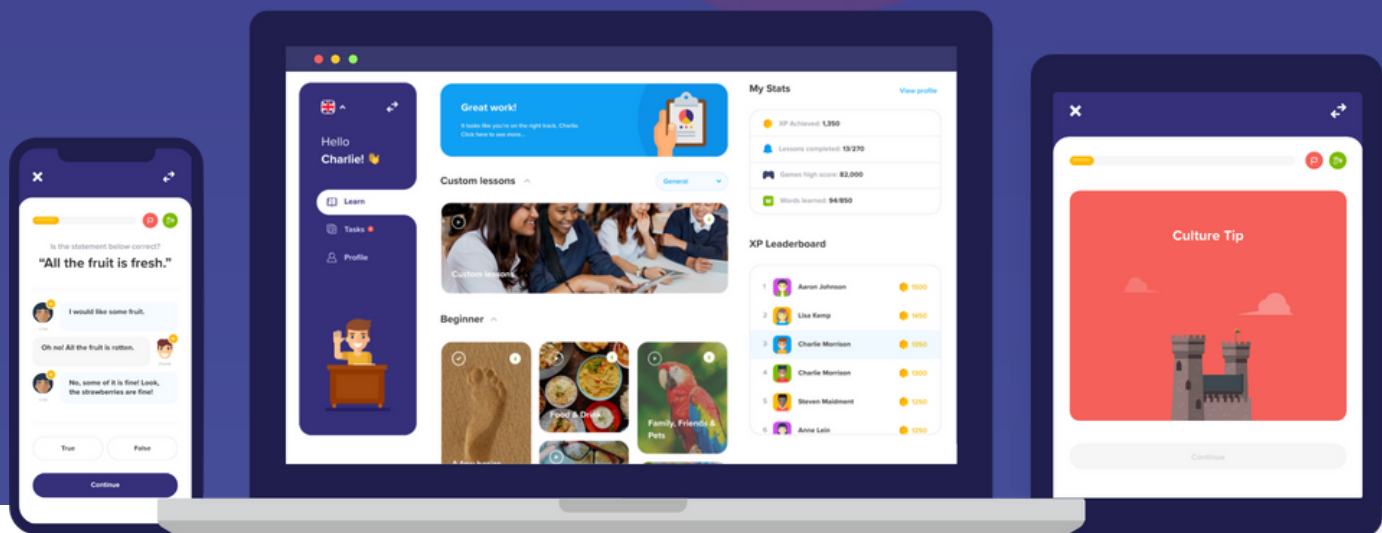 Is the statement below correct?
“All the fruit is fresh.”
I would like some fruit.
Oh no! All the fruit is rotten.
No, some of it is fine! Look,
the strawberries are fine!
True
False
Continue
Hello
Charlie! 👋
Learn
Tasks
Profile
Great work!
It looks like you're on the right track, Charlie.
Click here to see more...
Custom lessons
General
Custom lessons
Beginner
A few basics
Food & Drink
Family, Friends &
Pets
My Stats
View profile
XP Achieved: 1,350
Lessons completed: 13/270
Games high score: 82,000
Words learned: 94/850
XP Leaderboard
1 Aaron Johnson 1500
2 Lisa Kemp 1450
3 Charlie Morrison 1350
4 Charlie Morrison 1300
5 Steven Maidment 1250
6 Anne Lein 1250
Culture Tip
Continue